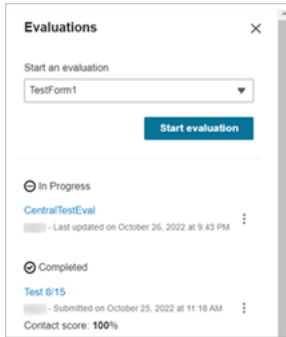 Evaluations
Start an evaluation
TestForm1
Start evaluation
In Progress
CentralTestEval
- Last updated on October 26, 2022 at 9:43 PM
Completed
Test 8/15
- Submitted on October 25, 2022 at 11:18 AM
Contact score: 100%